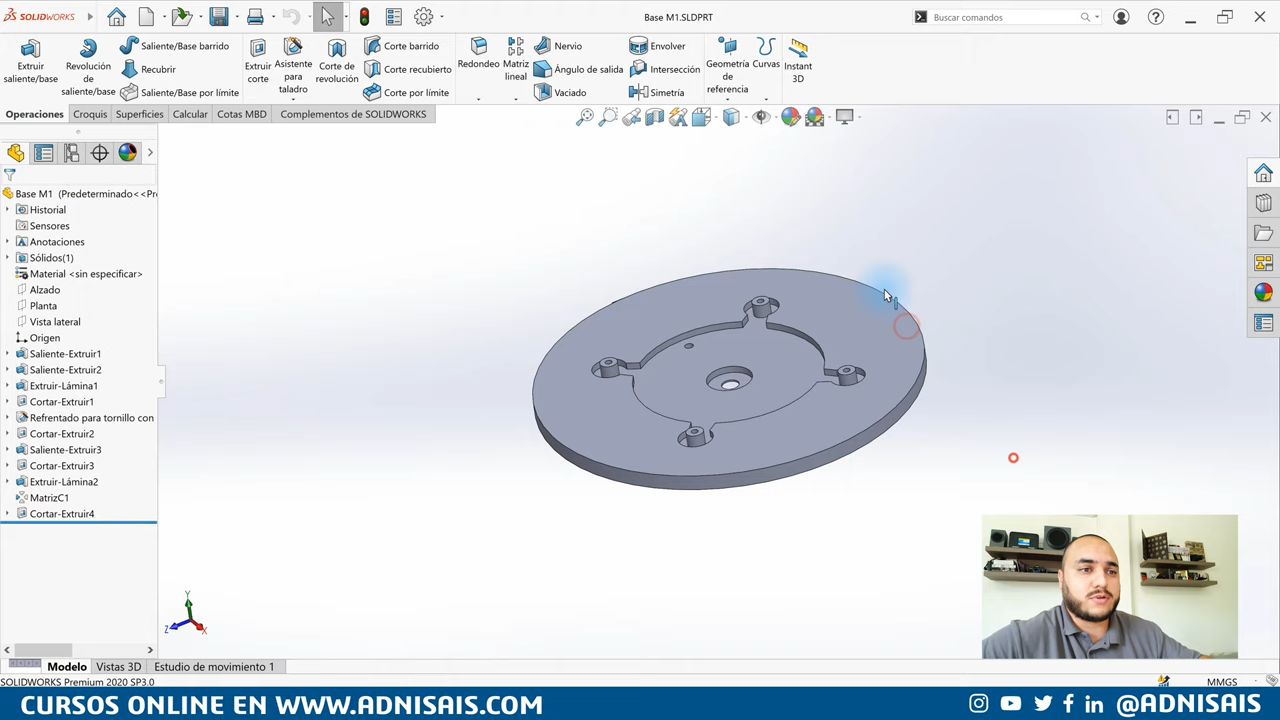 SOLIDWORKS
Base M1.SLDPRT
Buscar comandos
Extruir saliente/base
Revolución de saliente/base
Saliente/Base barrido
Recubrir
Saliente/Base por límite
Extruir corte
Asistente para taladro
Corte de revolución
Corte barrido
Corte recubierto
Corte por límite
Redondeo
Matriz lineal
Nervio
Ángulo de salida
Vaciado
Envolver
Intersección
Simetría
Geometría de referencia
Curvas
Instant 3D
Operaciones
Croquis
Superficies
Calcular
Cotas MBD
Complementos de SOLIDWORKS
Base M1 (Predeterminado<<Pr
Historial
Sensores
Anotaciones
Sólidos(1)
Material <sin especificar>
Alzado
Planta
Vista lateral
Origen
Saliente-Extruir1
Saliente-Extruir2
Extruir-Lámina1
Cortar-Extruir1
Refrentado para tornillo con
Cortar-Extruir2
Saliente-Extruir3
Cortar-Extruir3
Extruir-Lámina2
MatrizC1
Cortar-Extruir4
Y
Z
X
Modelo
Vistas 3D
Estudio de movimiento 1
SOLIDWORKS Premium 2020 SP3.0
MMGS
CURSOS ONLINE EN WWW.ADNISAIS.COM
@ADNISAIS